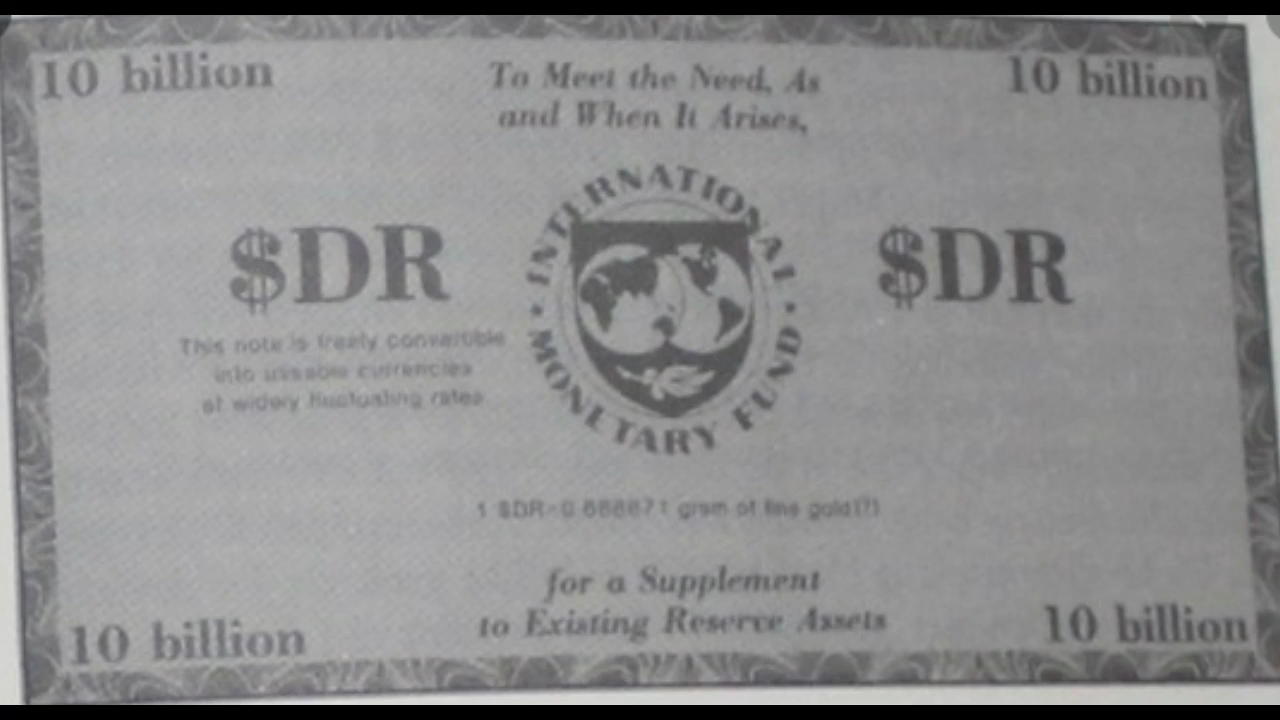 10 billion
To Meet the Need, As
and When It Arises,
10 billion
INTERNATIONAL
MONETARY FUND
$DR
$DR
This note is freely convertible
into useable currencies
at widely fluctuating rates
1 $DR=0.888671 gram of fine gold(?)
for a Supplement
to Existing Reserve Assets
10 billion
10 billion